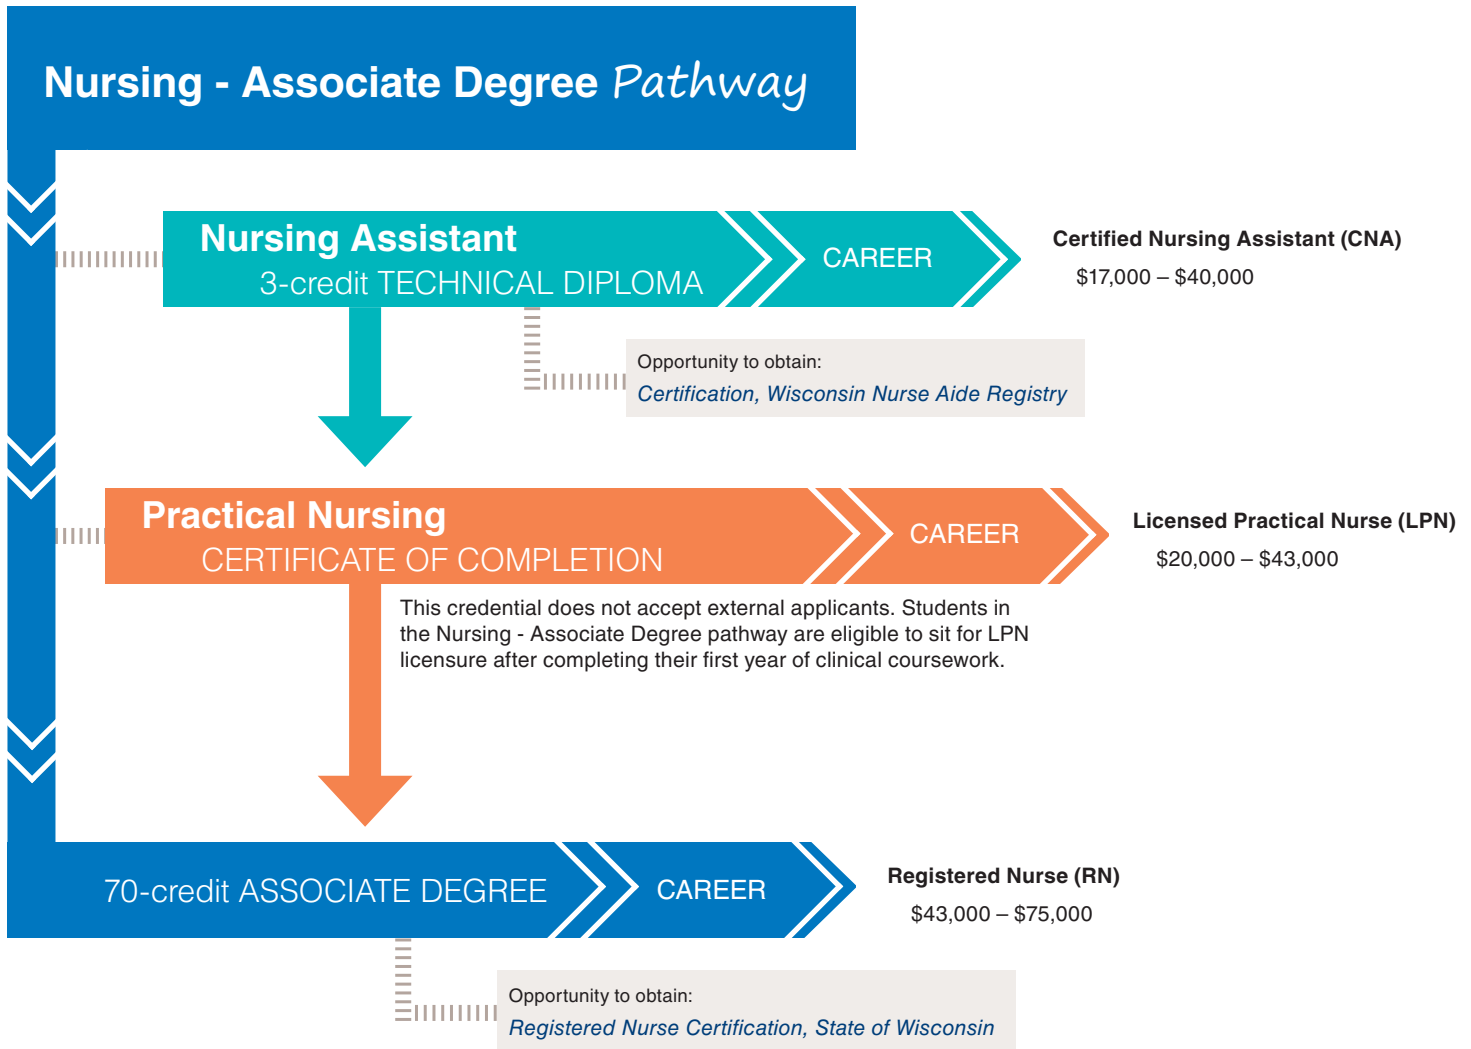 Nursing - Associate Degree Pathway
Nursing Assistant
3-credit TECHNICAL DIPLOMA
CAREER
Certified Nursing Assistant (CNA)
$17,000 – $40,000
Opportunity to obtain:
Certification, Wisconsin Nurse Aide Registry
Practical Nursing
CERTIFICATE OF COMPLETION
CAREER
Licensed Practical Nurse (LPN)
$20,000 – $43,000
This credential does not accept external applicants. Students in
the Nursing - Associate Degree pathway are eligible to sit for LPN
licensure after completing their first year of clinical coursework.
70-credit ASSOCIATE DEGREE
CAREER
Registered Nurse (RN)
$43,000 – $75,000
Opportunity to obtain:
Registered Nurse Certification, State of Wisconsin